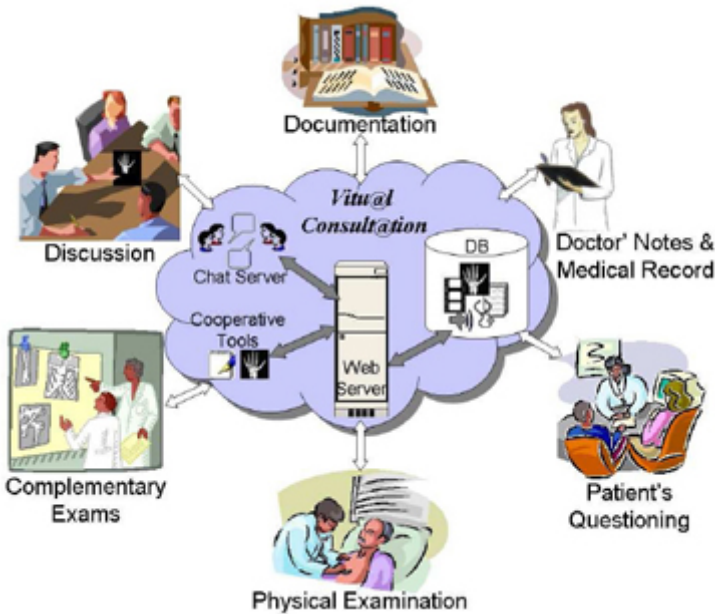 Documentation
Vitu@l
Consult@tion
Discussion
Chat Server
DB
Doctor' Notes &
Medical Record
Cooperative
Tools
Web
Server
Complementary
Exams
Patient's
Questioning
Physical Examination